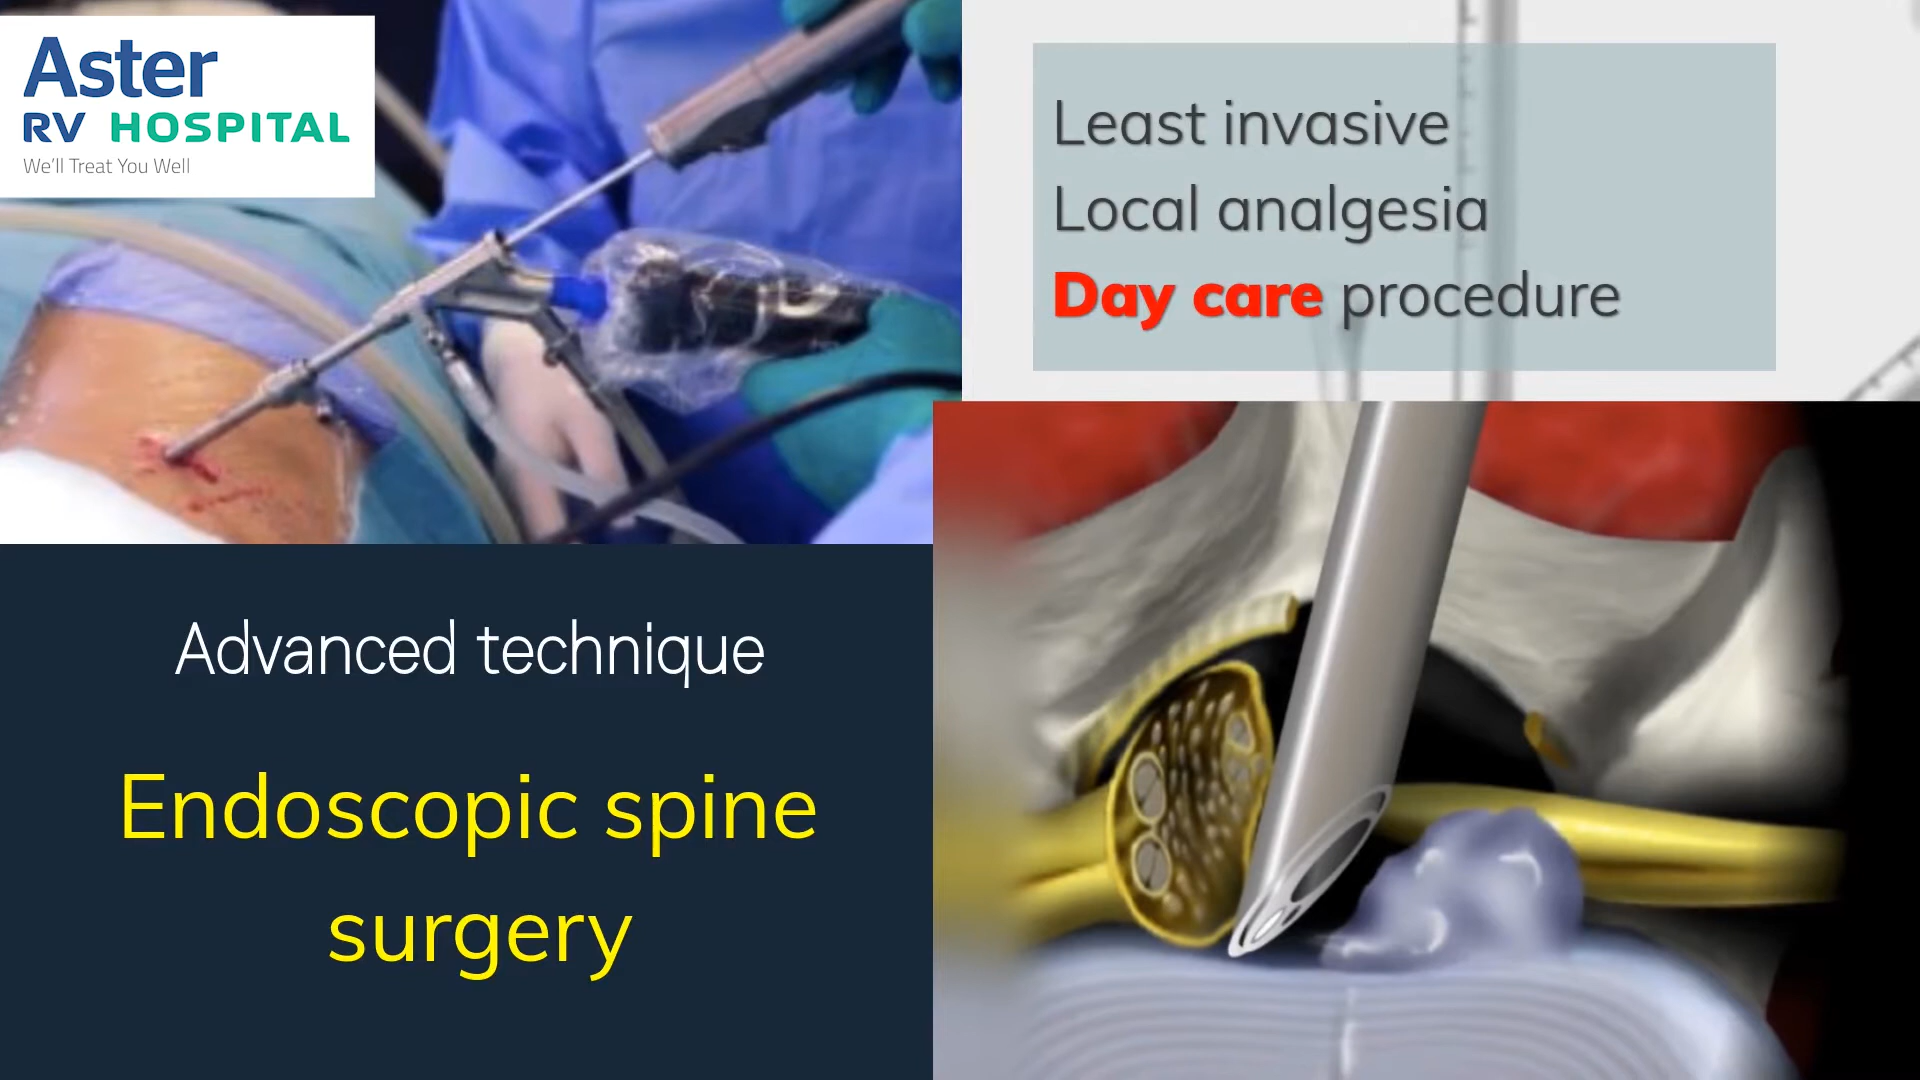 Aster
RV HOSPITAL
We'll Treat You Well
Least invasive
Local analgesia
Day care procedure
Advanced technique
Endoscopic spine
surgery